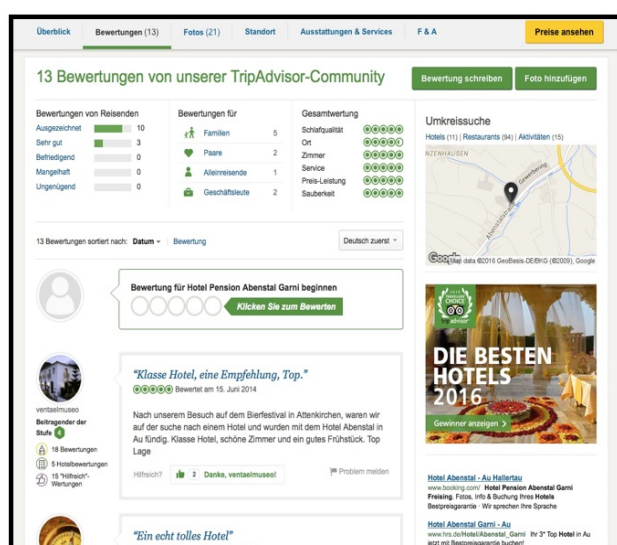 Überblick Bewertungen (13) Fotos (21) Standort Ausstattungen & Services F & A Preise ansehen
13 Bewertungen von unserer TripAdvisor-Community
Bewertung schreiben Foto hinzufügen
Bewertungen von Reisenden
Ausgezeichnet 10
Sehr gut 3
Befriedigend 0
Mangelhaft 0
Ungenügend 0
Bewertungen für
Familien 5
Paare 2
Alleinreisende 1
Geschäftsleute 2
Gesamtwertung
Schlafqualität
Ort
Zimmer
Service
Preis-Leistung
Sauberkeit
Umkreissuche
Hotels (11) | Restaurants (94) | Aktivitäten (15)
NZENHAUSEN
Gewerbering
Abenstalstraße
Google Map data ©2016 GeoBasis-DE/BKG (©2009), Google
13 Bewertungen sortiert nach: Datum Bewertung Deutsch zuerst
Bewertung für Hotel Pension Abenstal Garni beginnen
Klicken Sie zum Bewerten
2016
DIE BESTEN
HOTELS
2016
Gewinner anzeigen
ventaelmuseo
Beitragender der
Stufe 4
18 Bewertungen
5 Hotelbewertungen
15 "Hilfreich"-
Wertungen
"Klasse Hotel, eine Empfehlung, Top."
Bewertet am 15. Juni 2014
Nach unserem Besuch auf dem Bierfestival in Attenkirchen, waren wir
auf der suche nach einem Hotel und wurden mit dem Hotel Abenstal in
Au fündig. Klasse Hotel, schöne Zimmer und ein gutes Frühstück. Top
Lage
Hilfreich? 2 Danke, ventaelmuseo! Problem melden
"Ein echt tolles Hotel"
Hotel Abenstal - Au Hallertau
www.booking.com/ Hotel Pension Abenstal Garni
Freising. Fotos, Info & Buchung Ihres Hotels
Bestpreisgarantie · Wir sprechen Ihre Sprache
Hotel Abenstal Garni - Au
www.hrs.de/Hotel/Abenstal_Garni Ihr 3* Top Hotel in Au
jetzt mit Bestpreisgarantie buchen!